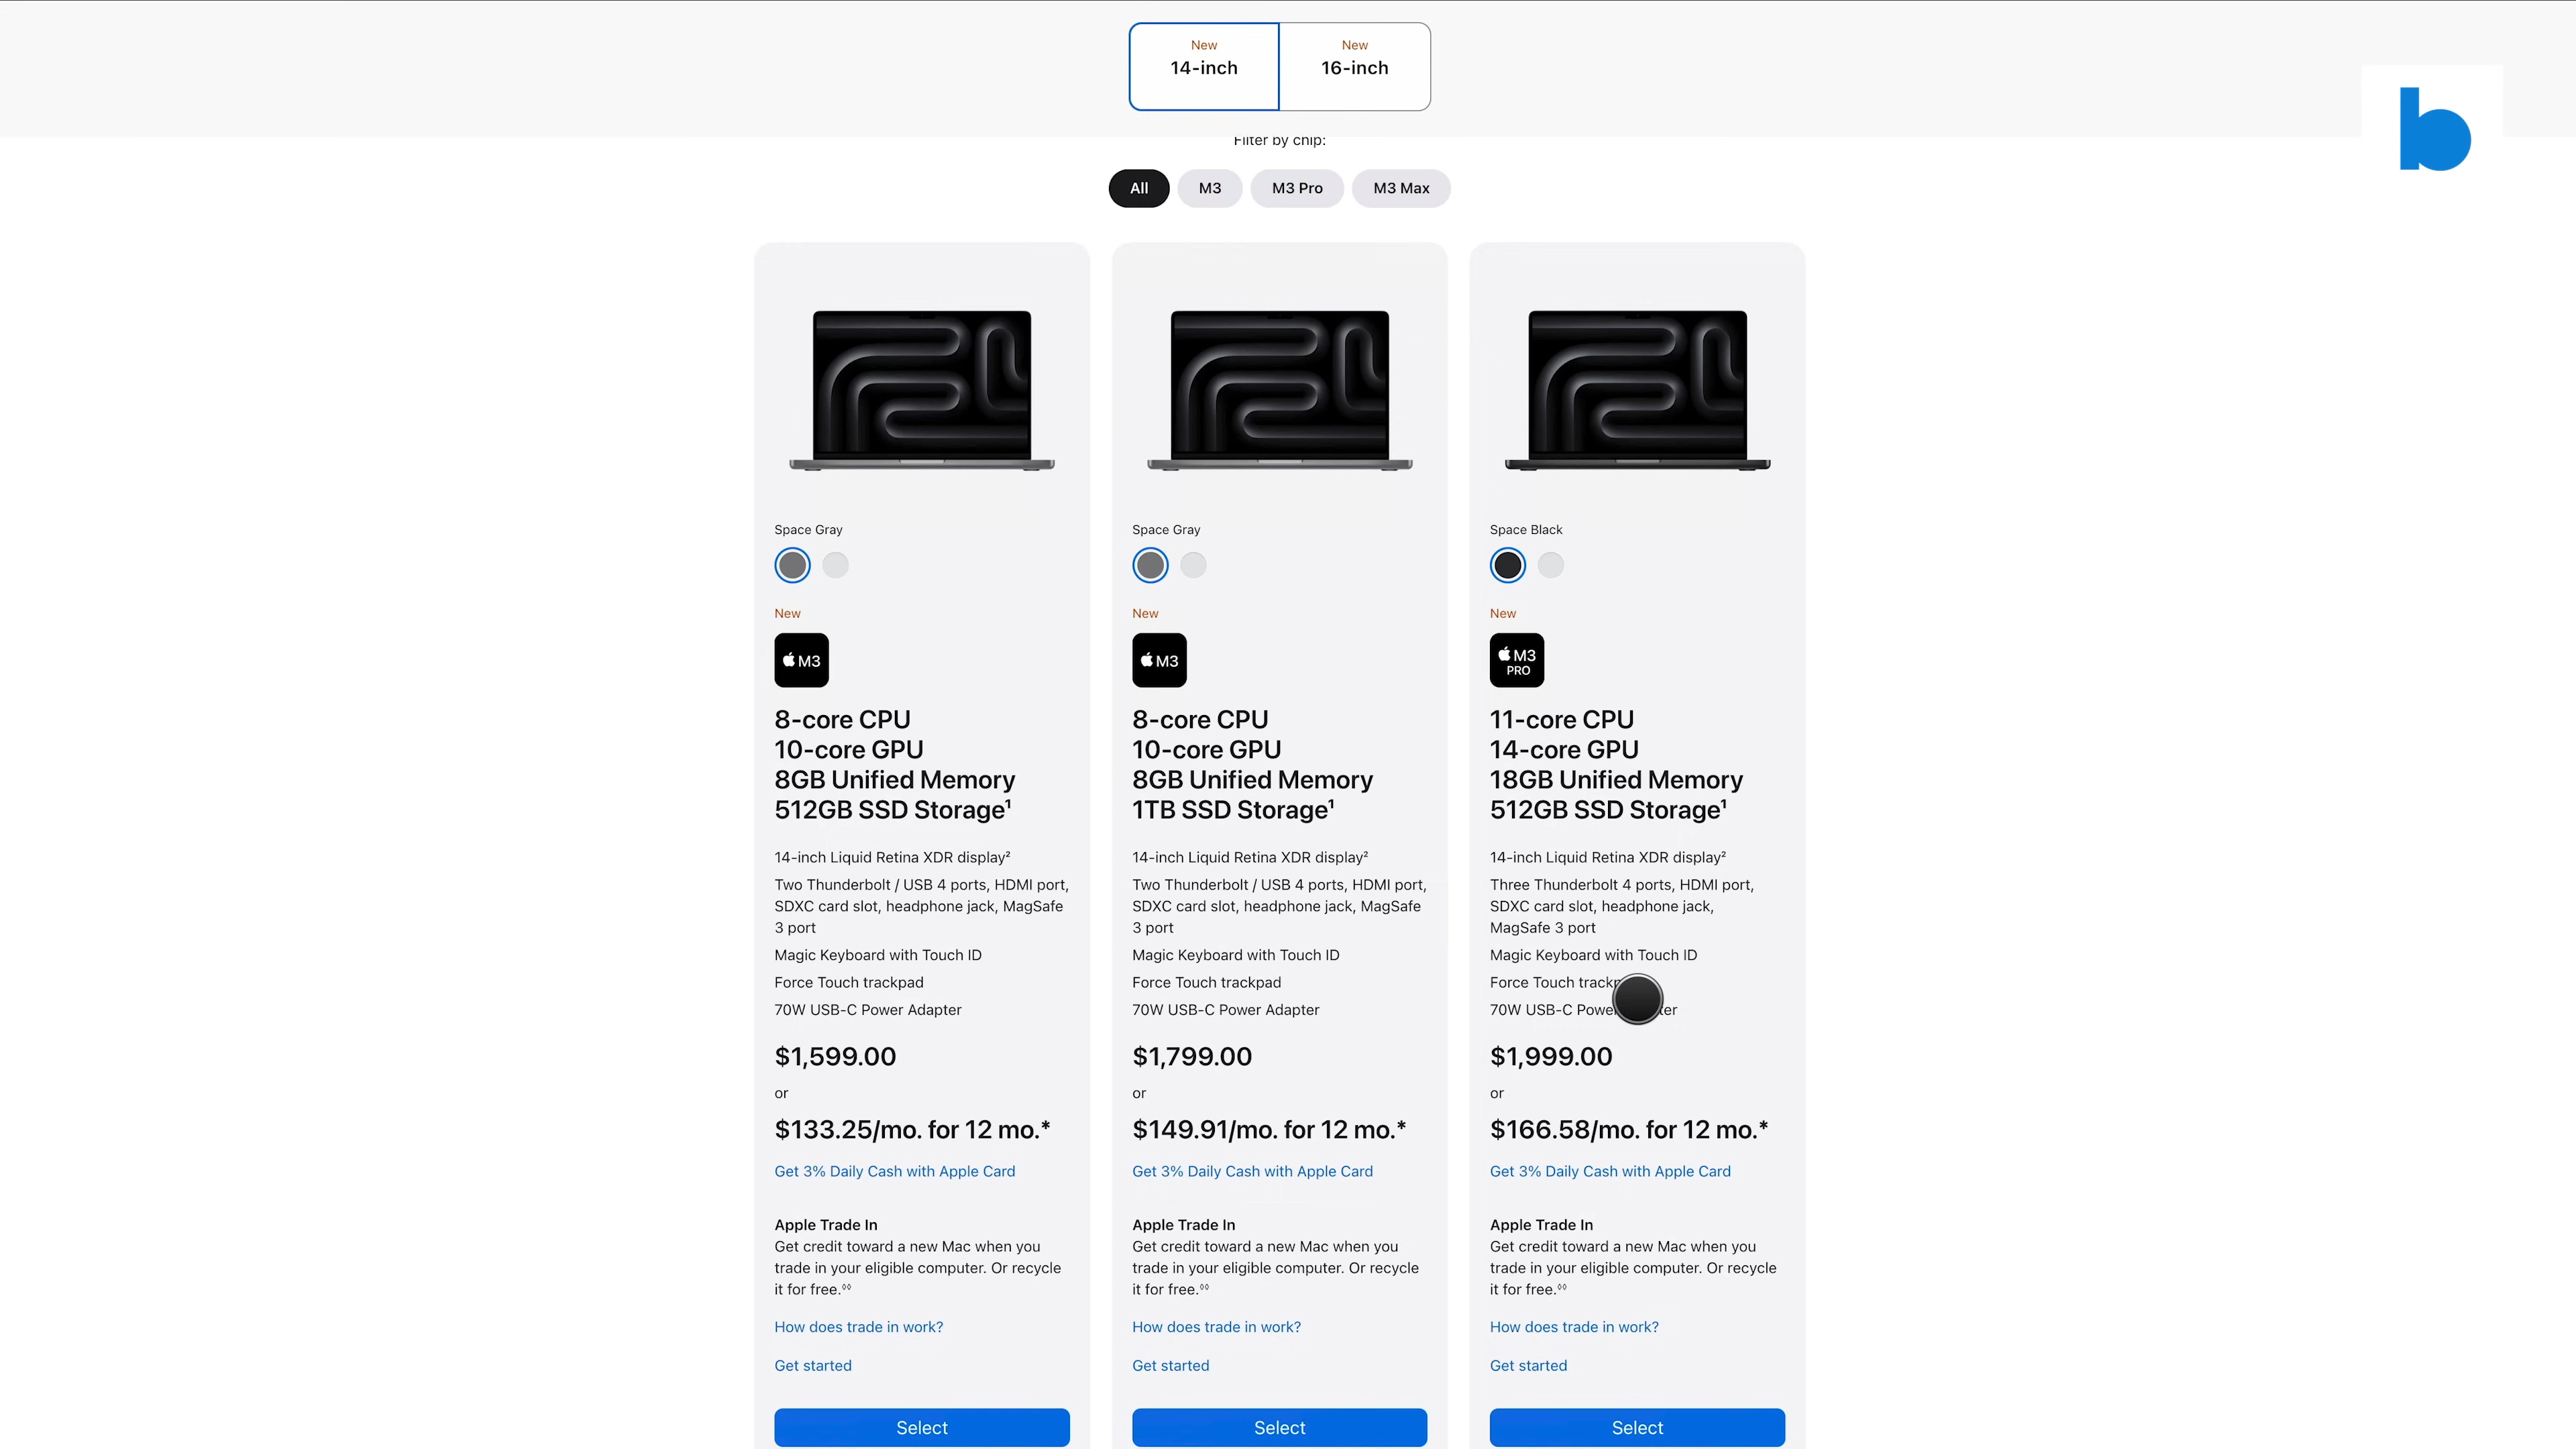 New
14-inch
New
16-inch
Filter by chip:
All
M3
M3 Pro
M3 Max
Space Gray
New
M3
8-core CPU
10-core GPU
8GB Unified Memory
512GB SSD Storage¹
14-inch Liquid Retina XDR display²
Two Thunderbolt / USB 4 ports, HDMI port,
SDXC card slot, headphone jack, MagSafe
3 port
Magic Keyboard with Touch ID
Force Touch trackpad
70W USB-C Power Adapter
$1,599.00
or
$133.25/mo. for 12 mo.*
Get 3% Daily Cash with Apple Card
Apple Trade In
Get credit toward a new Mac when you
trade in your eligible computer. Or recycle
it for free.◊◊
How does trade in work?
Get started
Select
Space Gray
New
M3
8-core CPU
10-core GPU
8GB Unified Memory
1TB SSD Storage¹
14-inch Liquid Retina XDR display²
Two Thunderbolt / USB 4 ports, HDMI port,
SDXC card slot, headphone jack, MagSafe
3 port
Magic Keyboard with Touch ID
Force Touch trackpad
70W USB-C Power Adapter
$1,799.00
or
$149.91/mo. for 12 mo.*
Get 3% Daily Cash with Apple Card
Apple Trade In
Get credit toward a new Mac when you
trade in your eligible computer. Or recycle
it for free.◊◊
How does trade in work?
Get started
Select
Space Black
New
M3
PRO
11-core CPU
14-core GPU
18GB Unified Memory
512GB SSD Storage¹
14-inch Liquid Retina XDR display²
Three Thunderbolt 4 ports, HDMI port,
SDXC card slot, headphone jack,
MagSafe 3 port
Magic Keyboard with Touch ID
Force Touch
70W USB-C
$1,999.00
or
$166.58/mo. for 12 mo.*
Get 3% Daily Cash with Apple Card
Apple Trade In
Get credit toward a new Mac when you
trade in your eligible computer. Or recycle
it for free.◊◊
How does trade in work?
Get started
Select
b